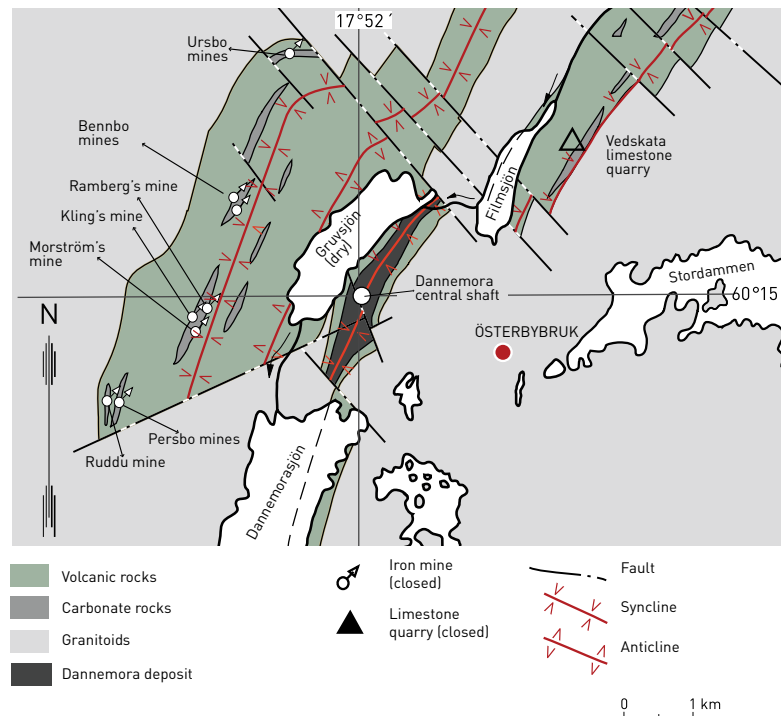 17°52´
Ursbo
mines
Bennbo
mines
Vedskata
limestone
quarry
Ramberg's mine
Kling's mine
Morström's
mine
Filmsjön
Gruvsjön
(dry)
Stordammen
Dannemora
central shaft
60°15
N
ÖSTERBYBRUK
Persbo mines
Ruddu mine
Dannemorasjön
Volcanic rocks
Carbonate rocks
Granitoids
Dannemora deposit
Iron mine
(closed)
Limestone
quarry (closed)
Fault
Syncline
Anticline
0 1 km